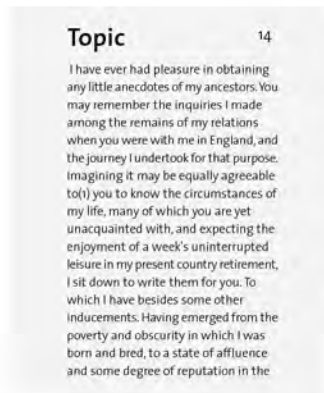 Topic 14
I have ever had pleasure in obtaining
any little anecdotes of my ancestors. You
may remember the inquiries I made
among the remains of my relations
when you were with me in England, and
the journey I undertook for that purpose.
Imagining it may be equally agreeable
to(1) you to know the circumstances of
my life, many of which you are yet
unacquainted with, and expecting the
enjoyment of a week's uninterrupted
leisure in my present country retirement,
I sit down to write them for you. To
which I have besides some other
inducements. Having emerged from the
poverty and obscurity in which I was
born and bred, to a state of affluence
and some degree of reputation in the